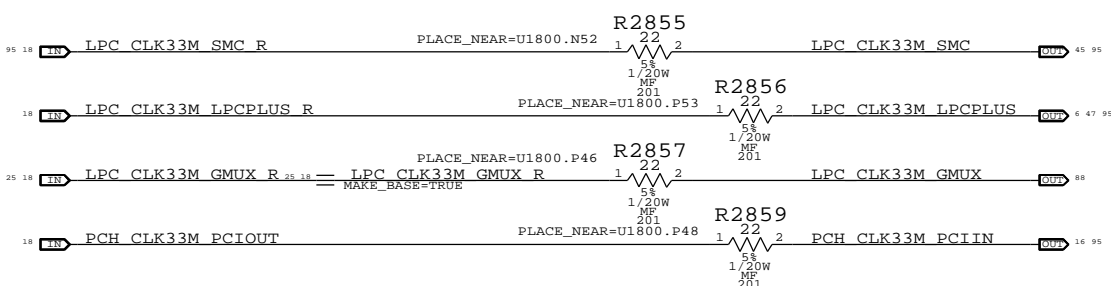 R2855
95 18 IN LPC_CLK33M_SMC_R PLACE_NEAR=U1800.N52 1 22 2 LPC_CLK33M_SMC OUT 45 95
5%
1/20W
MF
201
R2856
18 IN LPC_CLK33M_LPCPLUS_R PLACE_NEAR=U1800.P53 1 22 2 LPC_CLK33M_LPCPLUS OUT 6 47 95
5%
1/20W
MF
201
R2857
25 18 IN LPC_CLK33M_GMUX_R 25 18 LPC_CLK33M_GMUX_R PLACE_NEAR=U1800.P46 1 22 2 LPC_CLK33M_GMUX OUT 88
MAKE_BASE=TRUE
5%
1/20W
MF
201
R2859
18 IN PCH_CLK33M_PCIOUT PLACE_NEAR=U1800.P48 1 22 2 PCH_CLK33M_PCIIN OUT 16 95
5%
1/20W
MF
201